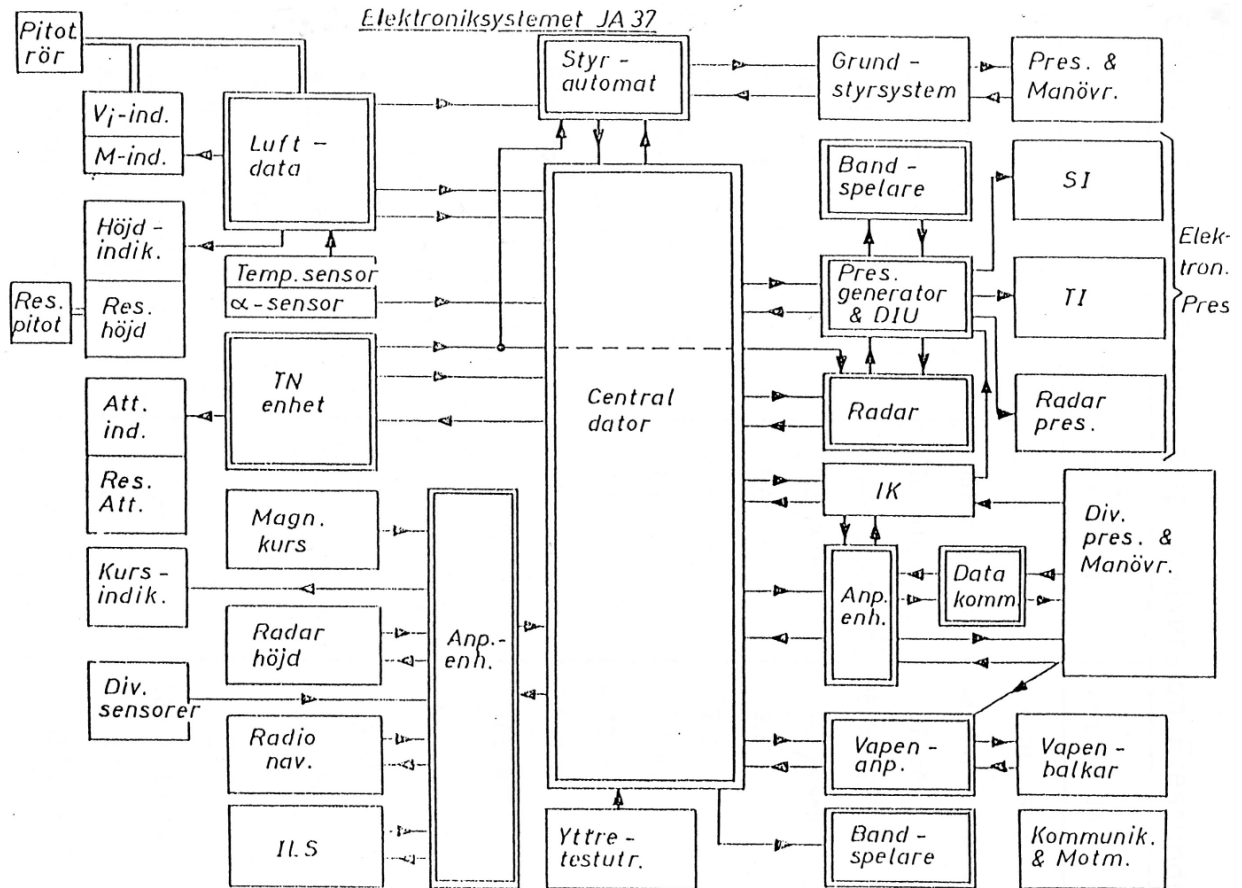 Elektroniksystemet JA 37
Pitot
rör
Vi-ind.
M-ind.
Luft-
data
Styr-
automat
Grund-
styrsystem
Pres. &
Manövr.
Höjd-
indik.
Res.
höjd
Res.
pitot
Temp. sensor
α-sensor
Band-
spelare
SI
Pres.
generator
& DIU
TI
Elek-
tron.
Pres
TN
enhet
Att.
ind.
Res.
Att.
Central
dator
Radar
Radar
pres.
IK
Div.
pres. &
Manövr.
Magn.
kurs
Kurs-
indik.
Radar
höjd
Anp.-
enh.
Anp.
enh.
Data
komm.
Div.
sensorer
Radio
nav.
ILS
Vapen-
anp.
Vapen-
balkar
Yttre-
testutr.
Band-
spelare
Kommunik.
& Motm.